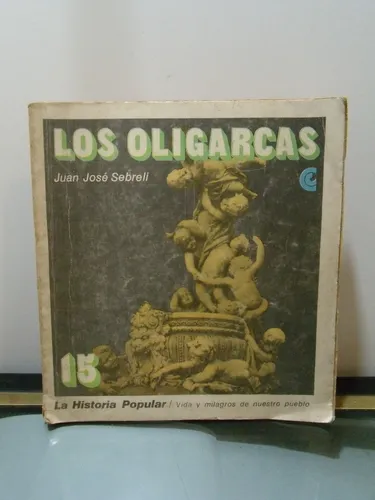 LOS OLIGARCAS
Juan José Sebreli
15
La Historia Popular / Vida y milagros de nuestro pueblo